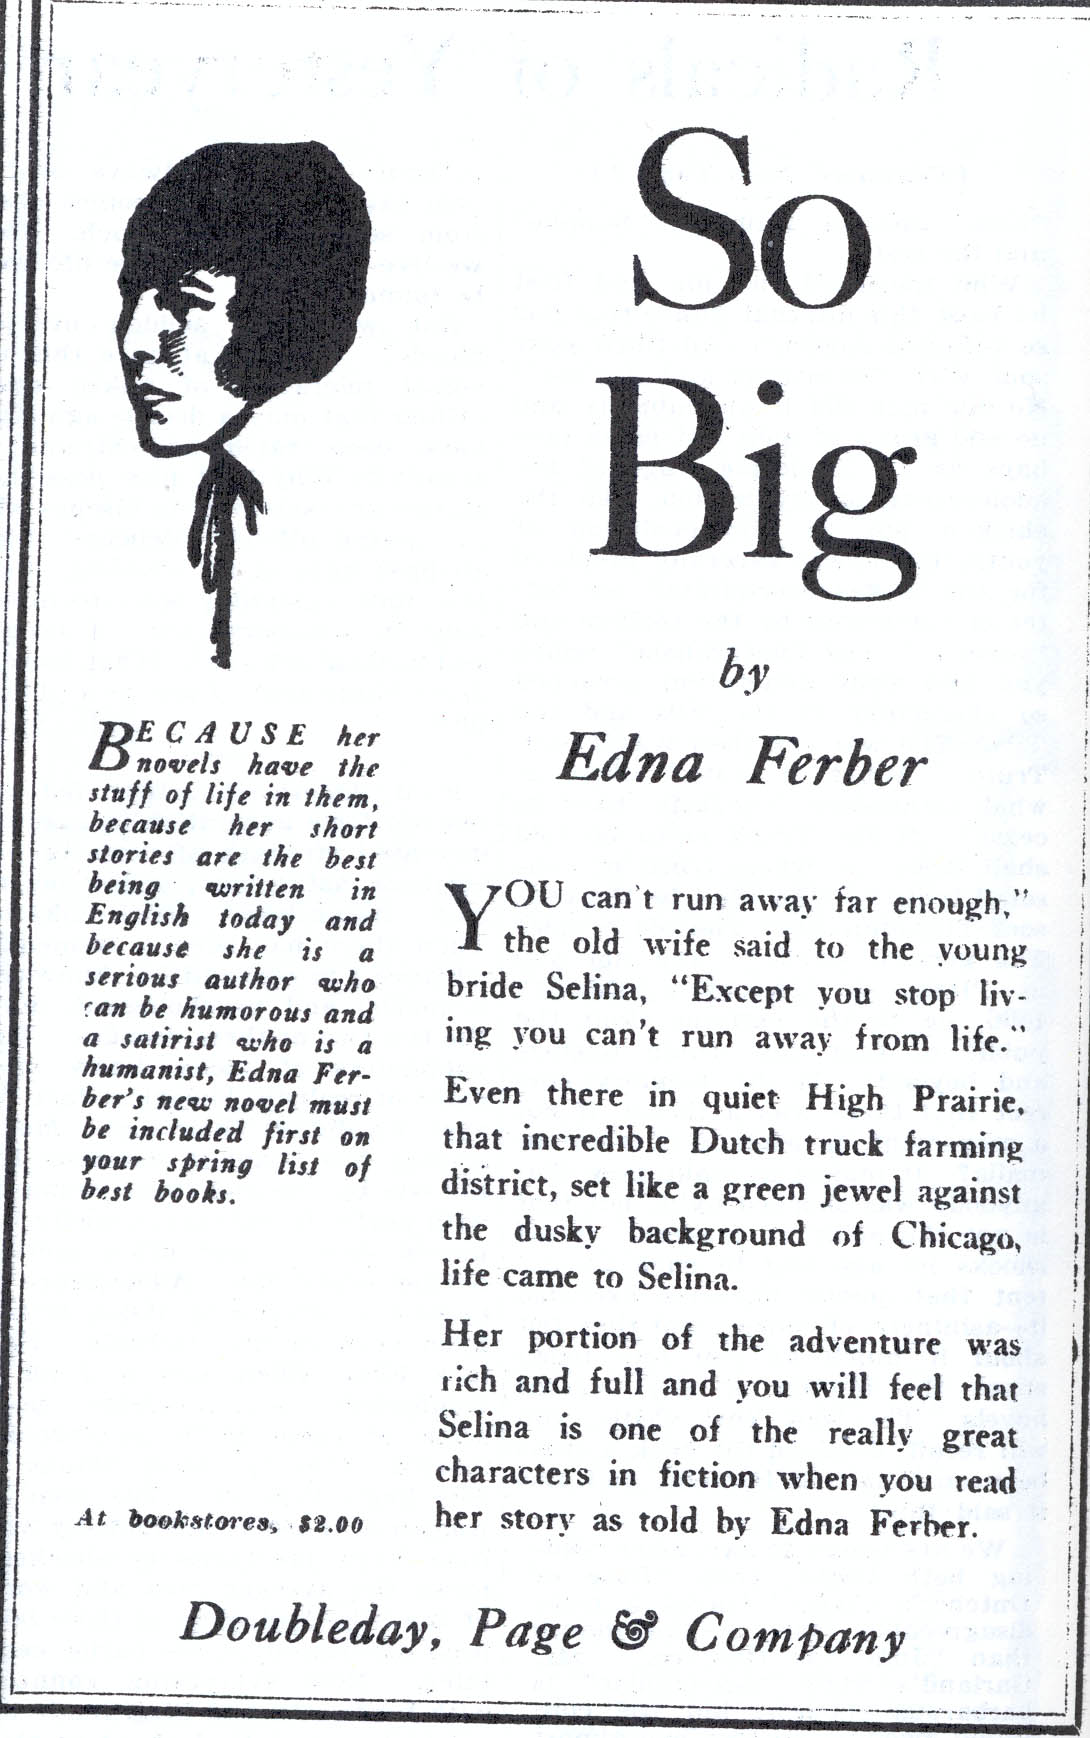 So
Big
by
Edna Ferber
BECAUSE her
novels have the
stuff of life in them,
because her short
stories are the best
being written in
English today and
because she is a
serious author who
can be humorous and
a satirist who is a
humanist, Edna Fer-
ber's new novel must
be included first on
your spring list of
best books.
At bookstores, $2.00
YOU can't run away far enough,"
the old wife said to the young
bride Selina, "Except you stop liv-
ing you can't run away from life."
Even there in quiet High Prairie,
that incredible Dutch truck farming
district, set like a green jewel against
the dusky background of Chicago,
life came to Selina.
Her portion of the adventure was
rich and full and you will feel that
Selina is one of the really great
characters in fiction when you read
her story as told by Edna Ferber.
Doubleday, Page & Company